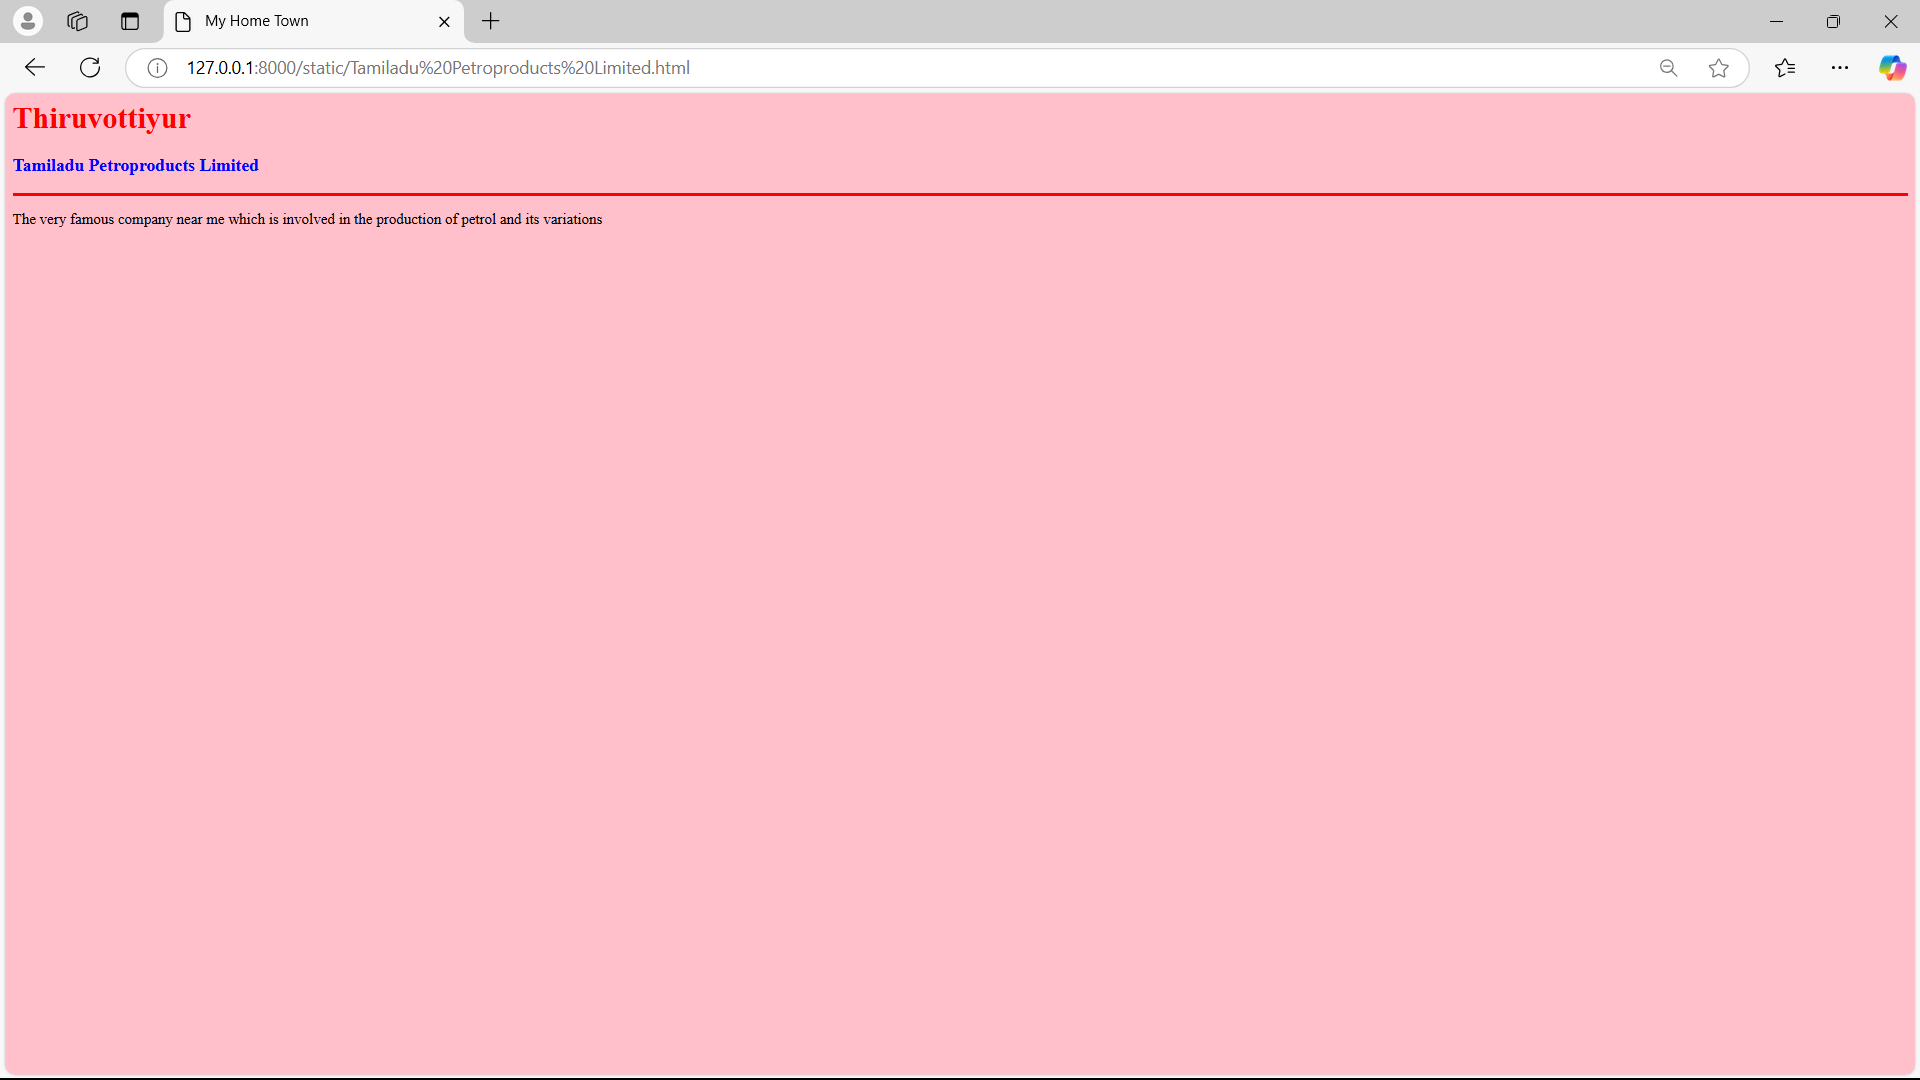 My Home Town
127.0.0.1:8000/static/Tamiladu%20Petroproducts%20Limited.html
Thiruvottiyur
Tamiladu Petroproducts Limited
The very famous company near me which is involved in the production of petrol and its variations